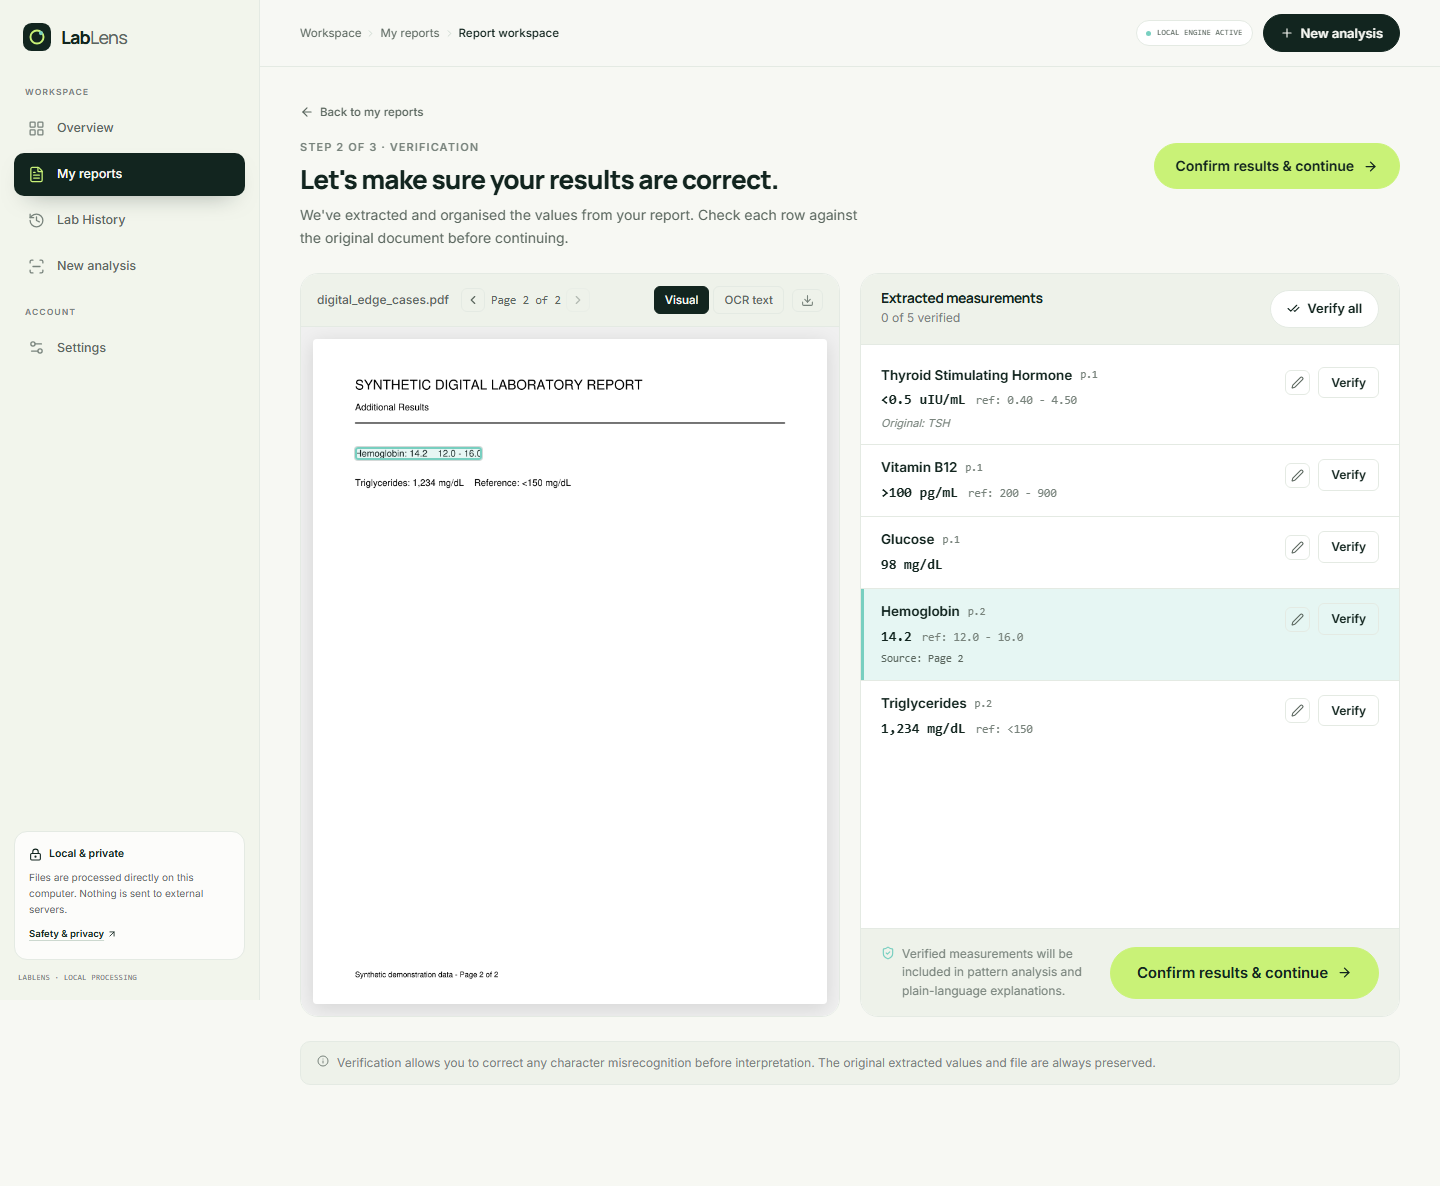 LabLens
WORKSPACE
Overview
My reports
Lab History
New analysis
ACCOUNT
Settings
Local & private
Files are processed directly on this
computer. Nothing is sent to external
servers.
Safety & privacy
LABLENS · LOCAL PROCESSING
Workspace My reports Report workspace
LOCAL ENGINE ACTIVE
New analysis
Back to my reports
STEP 2 OF 3 · VERIFICATION
Let's make sure your results are correct.
We've extracted and organised the values from your report. Check each row against
the original document before continuing.
Confirm results & continue
digital_edge_cases.pdf Page 2 of 2 Visual OCR text
SYNTHETIC DIGITAL LABORATORY REPORT
Additional Results
Hemoglobin: 14.2 12.0 - 16.0
Triglycerides: 1,234 mg/dL Reference: <150 mg/dL
Synthetic demonstration data - Page 2 of 2
Extracted measurements
0 of 5 verified
Verify all
Thyroid Stimulating Hormone p.1
<0.5 uIU/mL ref: 0.40 - 4.50
Original: TSH
Verify
Vitamin B12 p.1
>100 pg/mL ref: 200 - 900
Verify
Glucose p.1
98 mg/dL
Verify
Hemoglobin p.2
14.2 ref: 12.0 - 16.0
Source: Page 2
Verify
Triglycerides p.2
1,234 mg/dL ref: <150
Verify
Verified measurements will be
included in pattern analysis and
plain-language explanations.
Confirm results & continue
Verification allows you to correct any character misrecognition before interpretation. The original extracted values and file are always preserved.